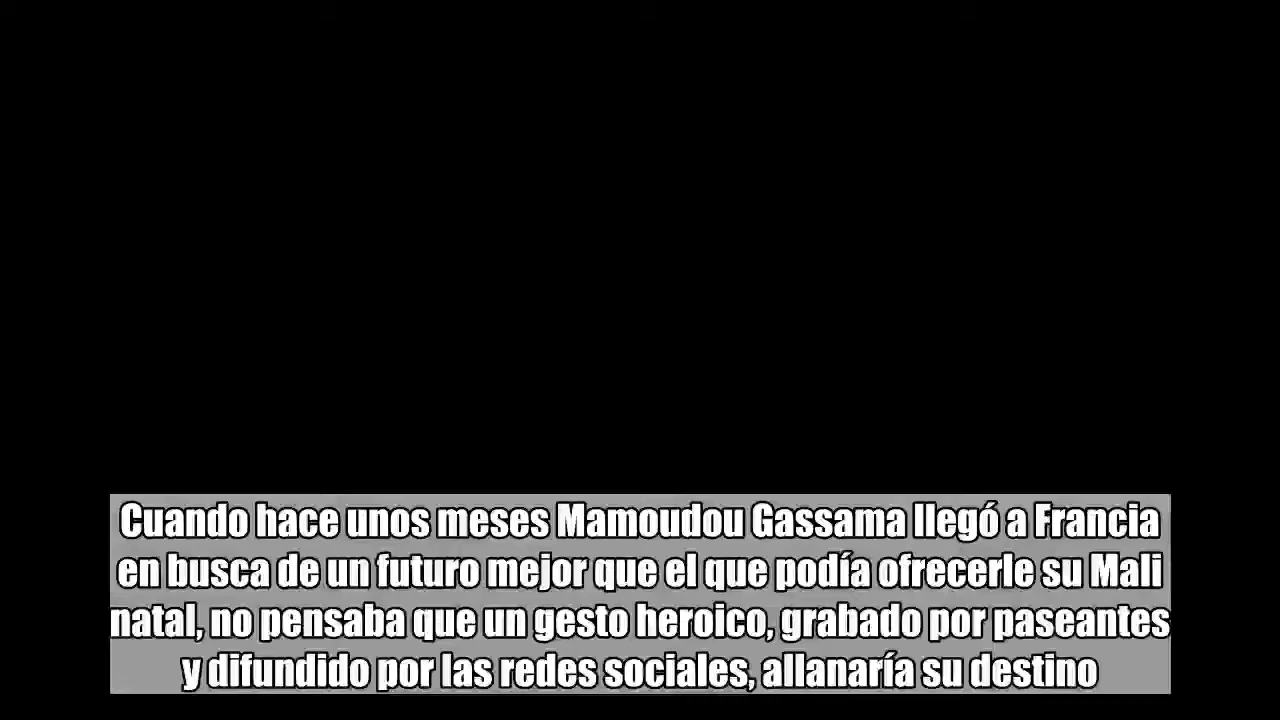 Cuando hace unos meses Mamoudou Gassama llegó a Francia
en busca de un futuro mejor que el que podía ofrecerle su Mali
natal, no pensaba que un gesto heroico, grabado por paseantes
y difundido por las redes sociales, allanaría su destino